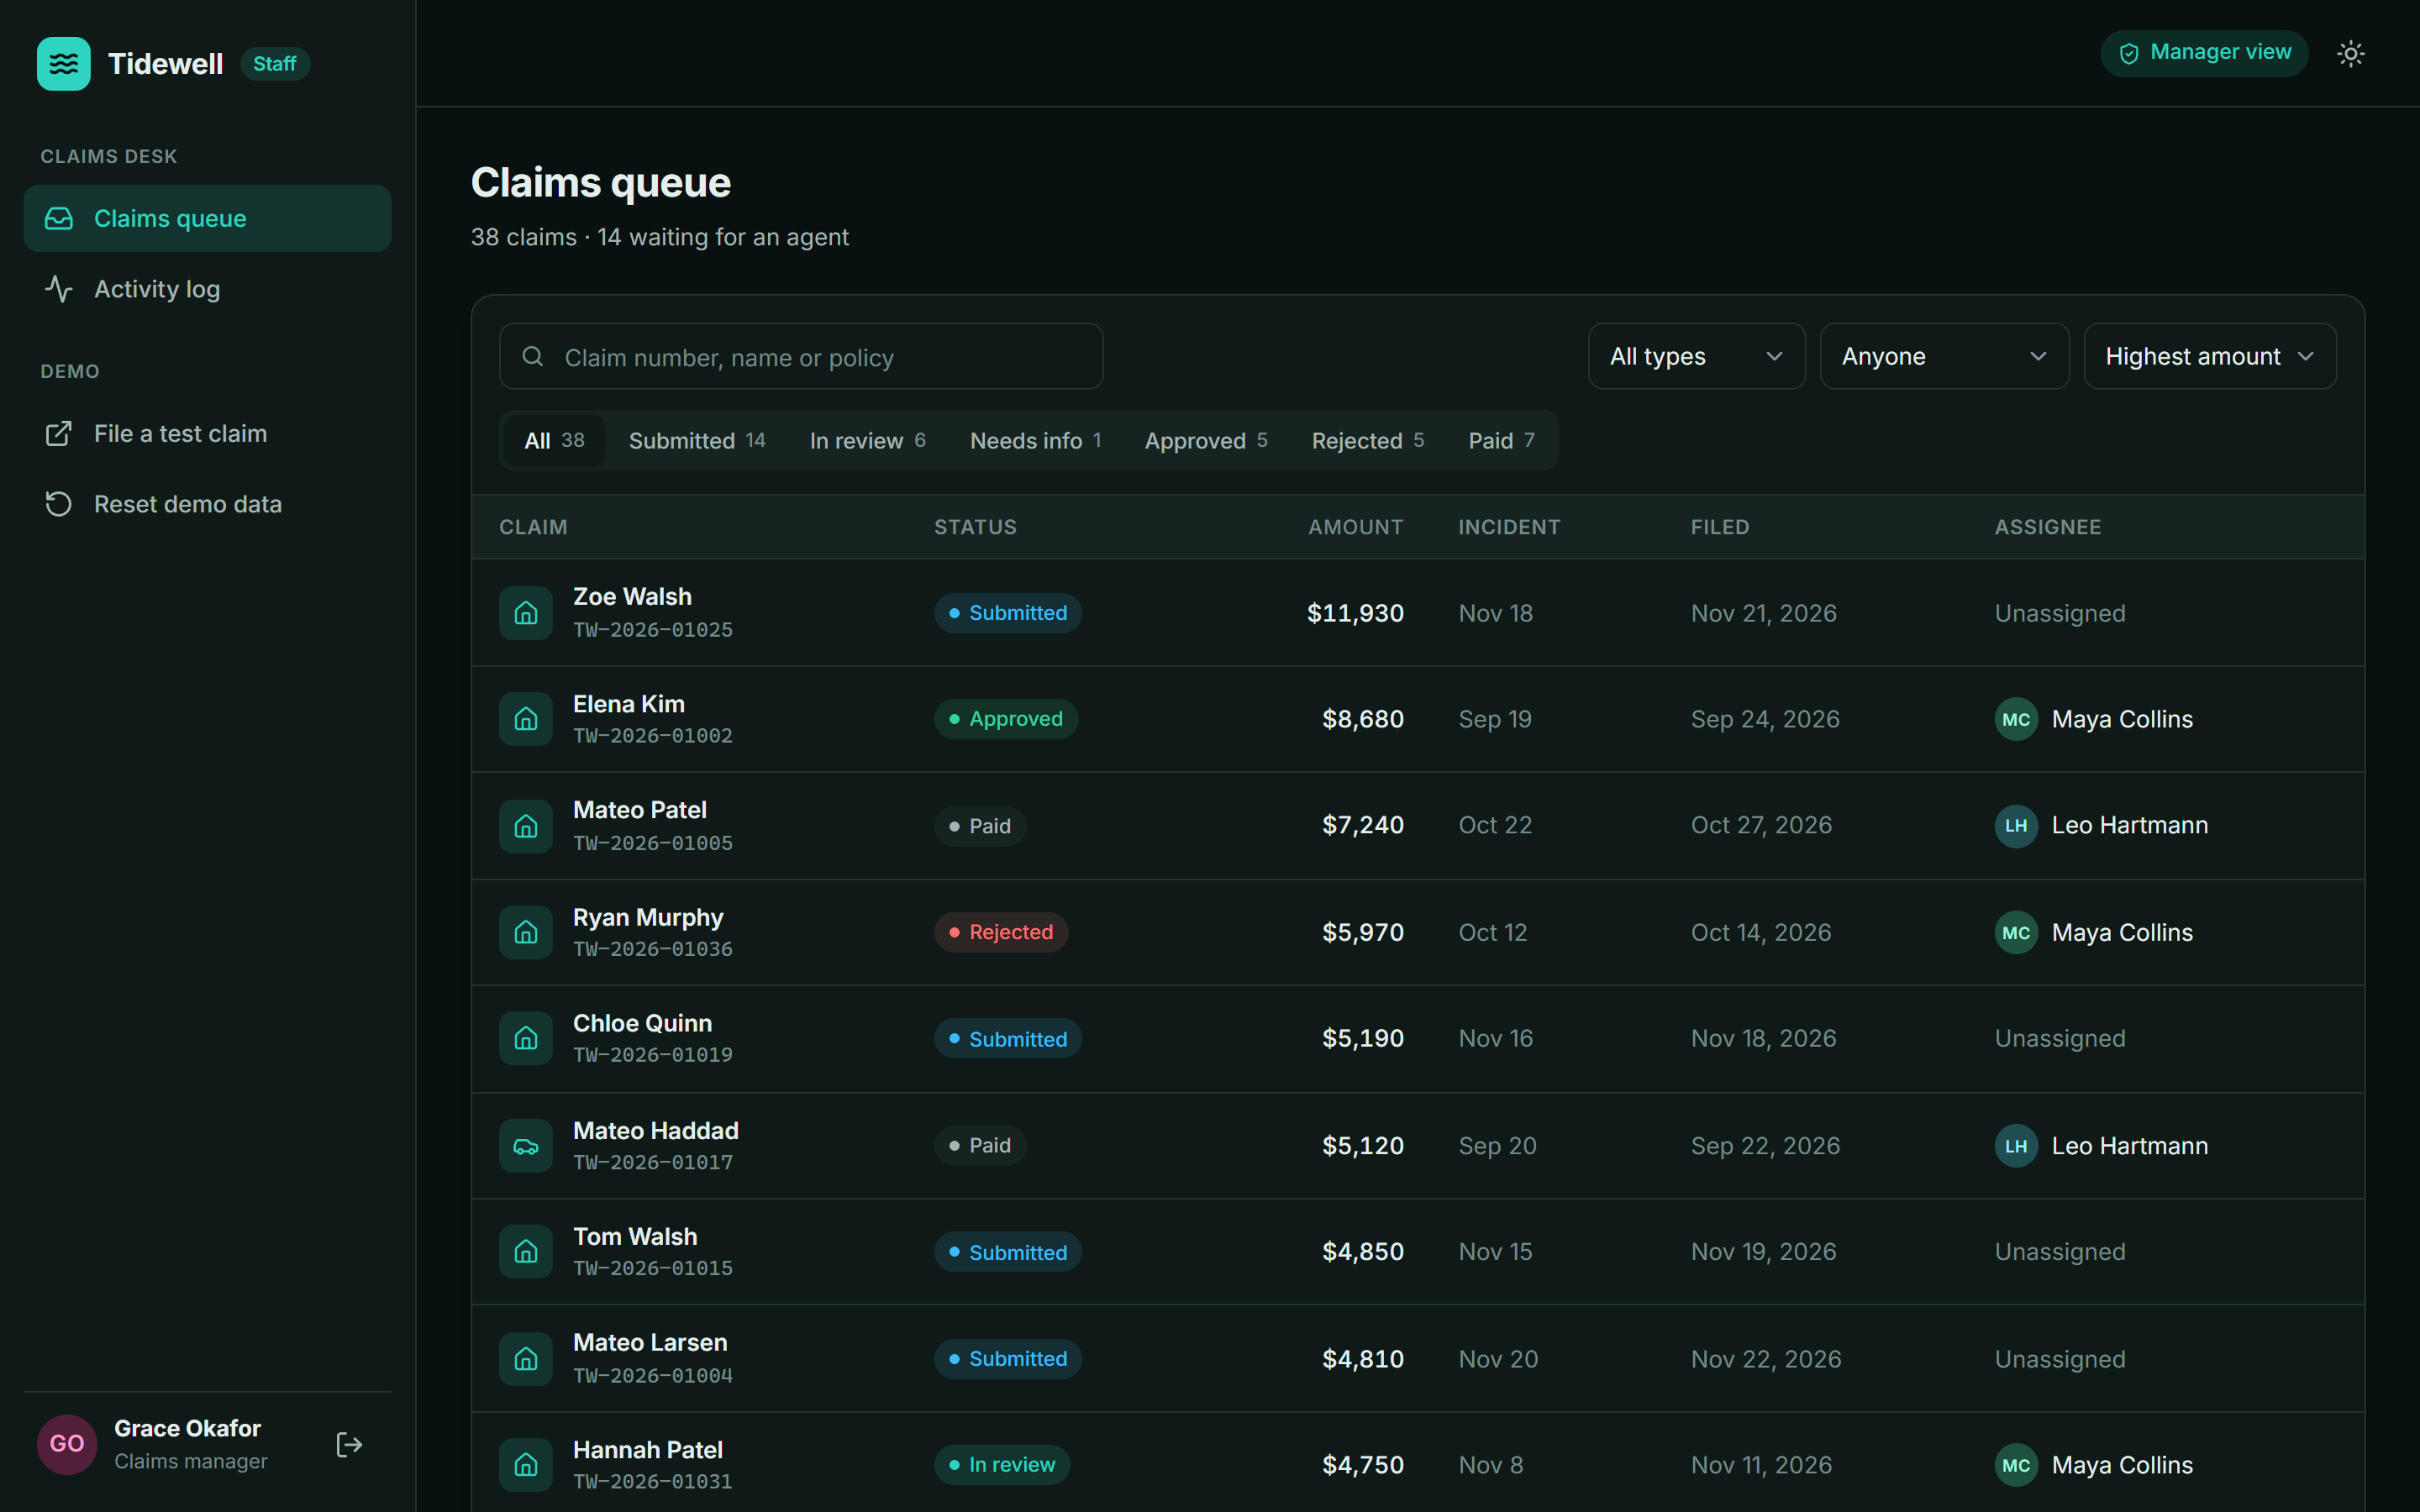 Tidewell Staff
Manager view
CLAIMS DESK
Claims queue
Activity log
DEMO
File a test claim
Reset demo data
Claims queue
38 claims · 14 waiting for an agent
Claim number, name or policy
All types
Anyone
Highest amount
All 38 Submitted 14 In review 6 Needs info 1 Approved 5 Rejected 5 Paid 7
CLAIM STATUS AMOUNT INCIDENT FILED ASSIGNEE
Zoe Walsh
TW-2026-01025
Submitted $11,930 Nov 18 Nov 21, 2026 Unassigned
Elena Kim
TW-2026-01002
Approved $8,680 Sep 19 Sep 24, 2026 MC Maya Collins
Mateo Patel
TW-2026-01005
Paid $7,240 Oct 22 Oct 27, 2026 LH Leo Hartmann
Ryan Murphy
TW-2026-01036
Rejected $5,970 Oct 12 Oct 14, 2026 MC Maya Collins
Chloe Quinn
TW-2026-01019
Submitted $5,190 Nov 16 Nov 18, 2026 Unassigned
Mateo Haddad
TW-2026-01017
Paid $5,120 Sep 20 Sep 22, 2026 LH Leo Hartmann
Tom Walsh
TW-2026-01015
Submitted $4,850 Nov 15 Nov 19, 2026 Unassigned
Mateo Larsen
TW-2026-01004
Submitted $4,810 Nov 20 Nov 22, 2026 Unassigned
Hannah Patel
TW-2026-01031
In review $4,750 Nov 8 Nov 11, 2026 MC Maya Collins
GO Grace Okafor
Claims manager